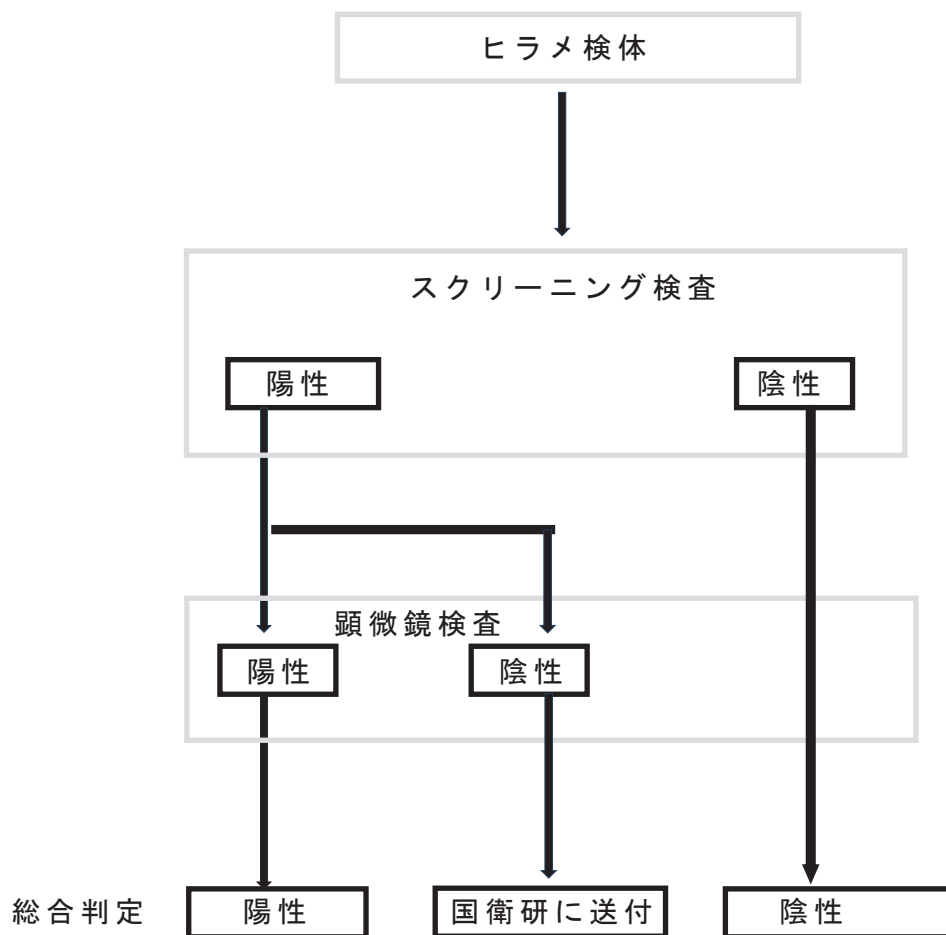 ヒラメ検体
スクリーニング検査
陽性
陰性
顕微鏡検査
陽性
陰性
総合判定
陽性
国衛研に送付
陰性